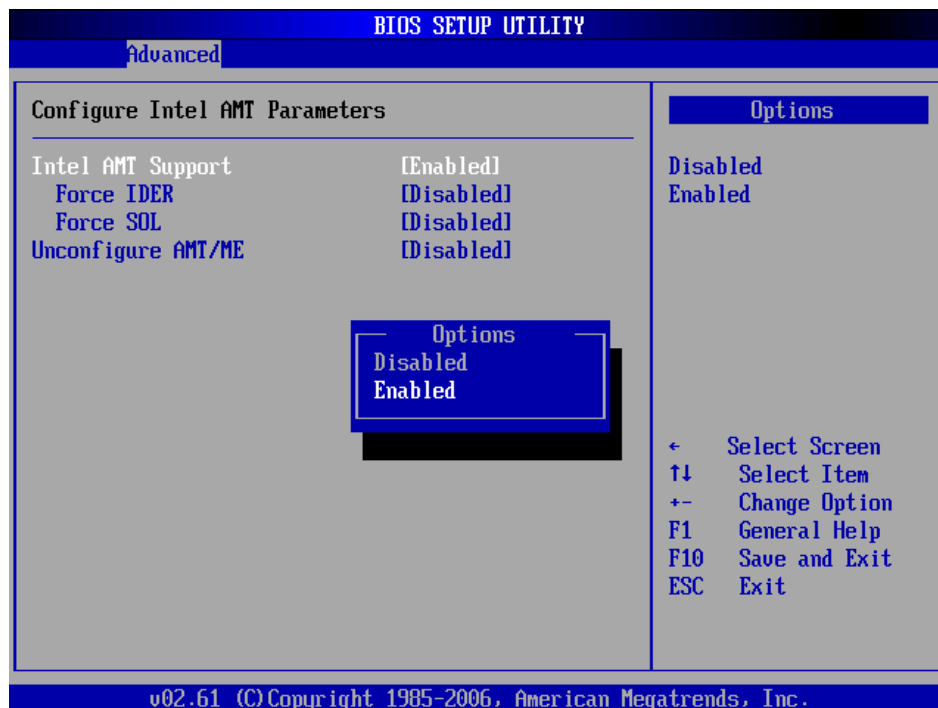 BIOS SETUP UTILITY
Advanced
Configure Intel AMT Parameters
Intel AMT Support [Enabled]
Force IDER [Disabled]
Force SOL [Disabled]
Unconfigure AMT/ME [Disabled]
Options
Disabled
Enabled
Options
Disabled
Enabled
← Select Screen
↑↓ Select Item
+- Change Option
F1 General Help
F10 Save and Exit
ESC Exit
v02.61 (C)Copyright 1985-2006, American Megatrends, Inc.